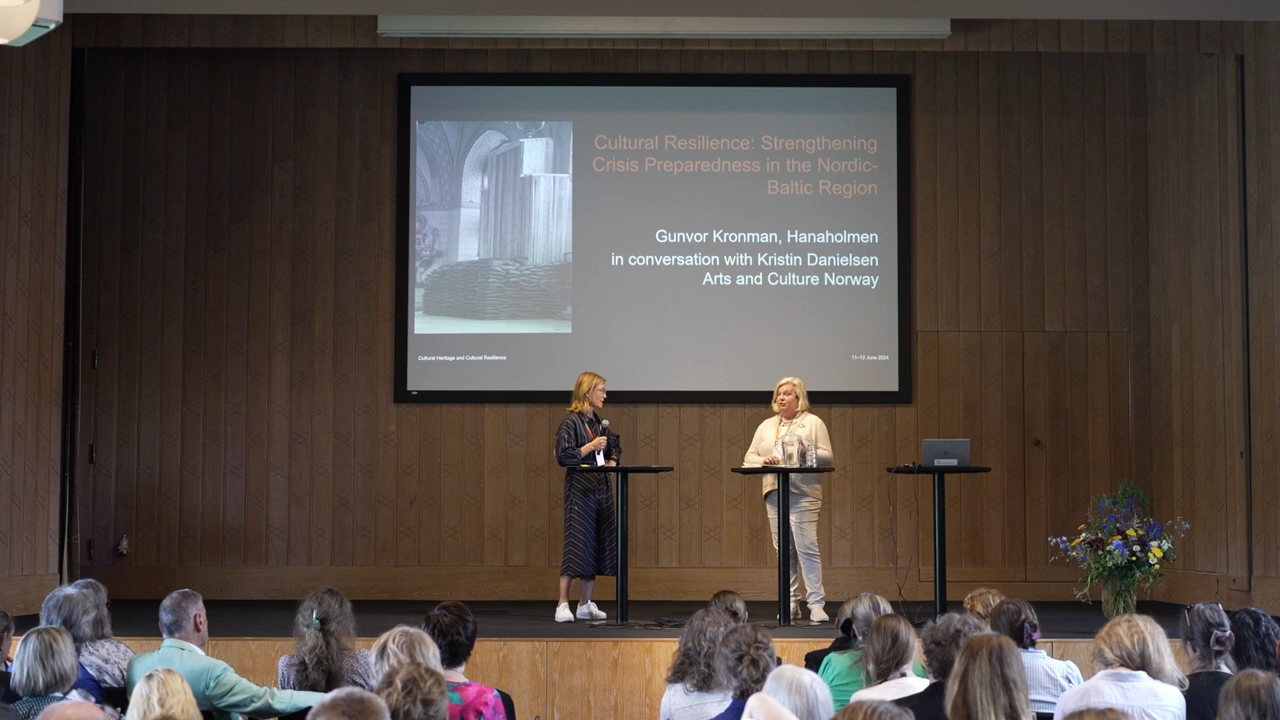 Cultural Resilience: Strengthening
Crisis Preparedness in the Nordic-
Baltic Region
Gunvor Kronman, Hanaholmen
in conversation with Kristin Danielsen
Arts and Culture Norway
Cultural Heritage and Cultural Resilience
11–12 June 2024